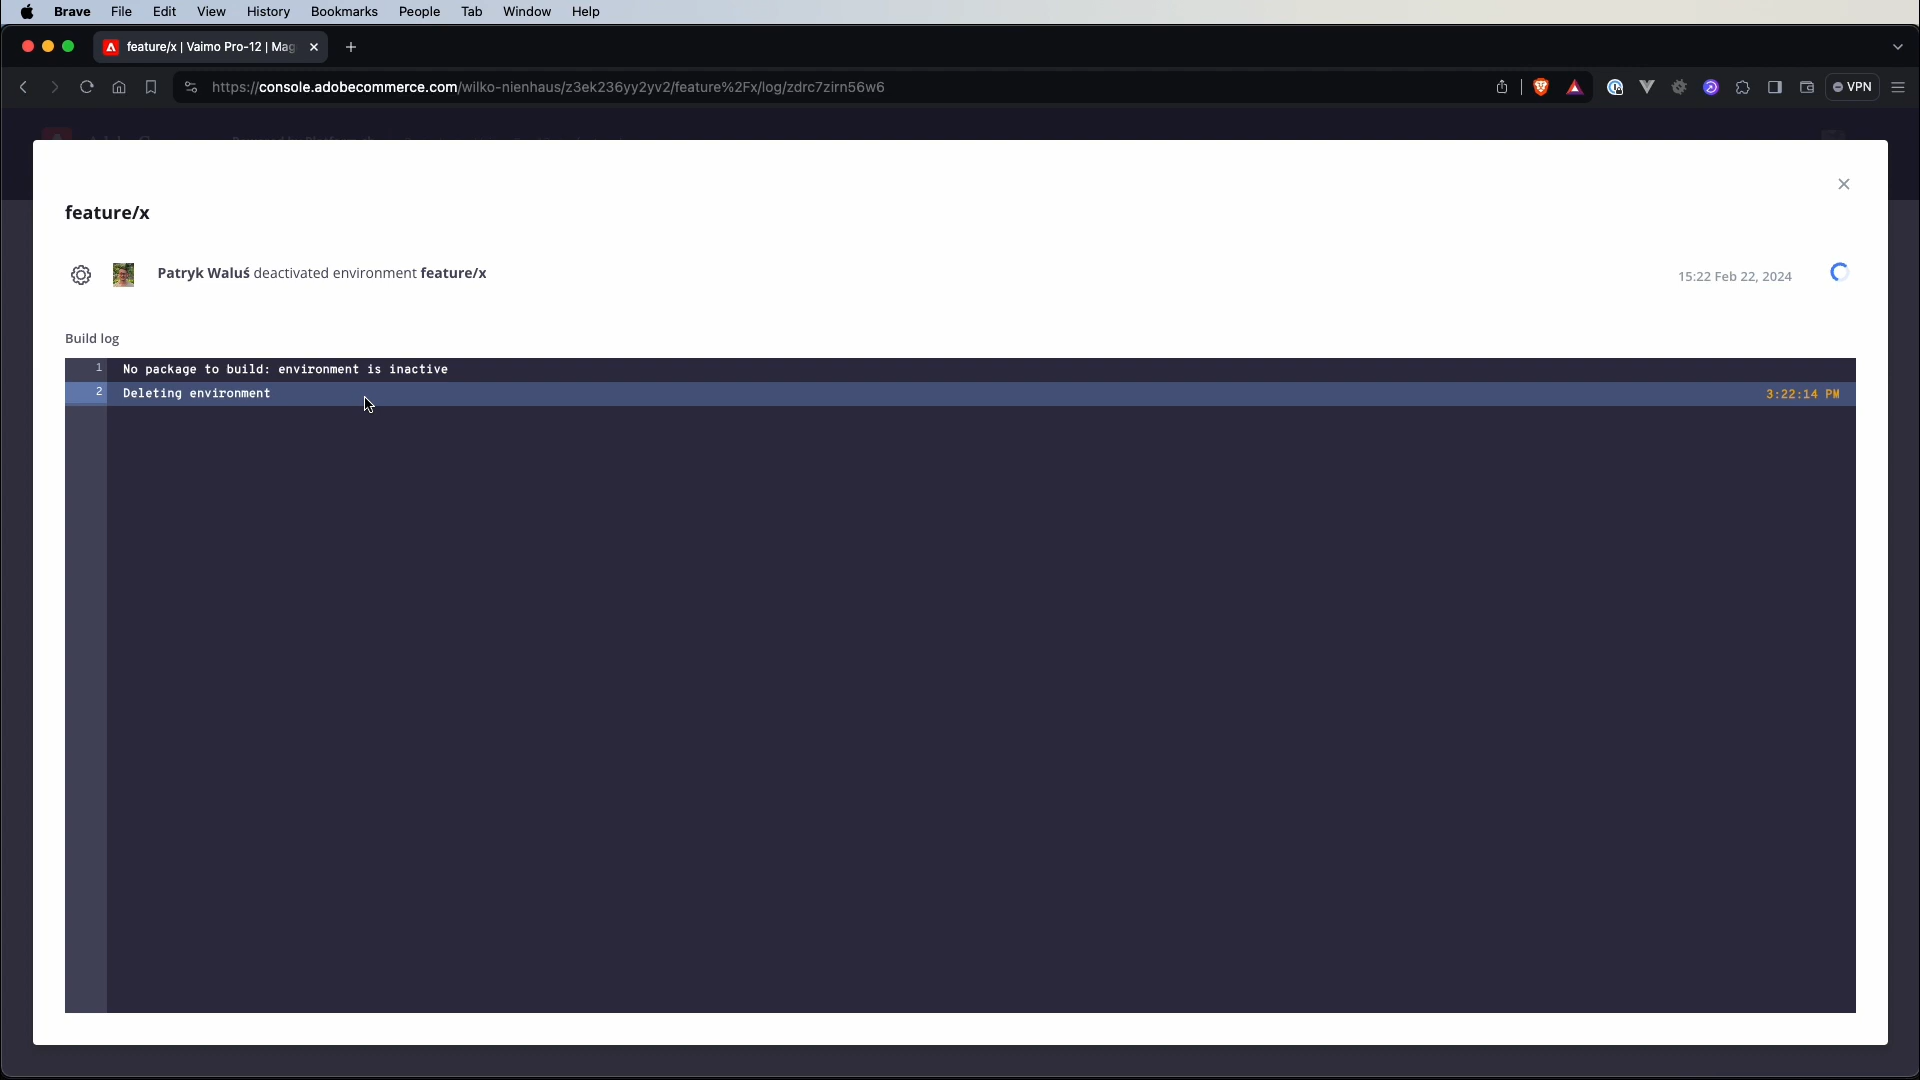 Brave File Edit View History Bookmarks People Tab Window Help
feature/x | Vaimo Pro-12 | Mag
https://console.adobecommerce.com/wilko-nienhaus/z3ek236yy2yv2/feature%2Fx/log/zdrc7zirn56w6
VPN
feature/x
Patryk Waluś deactivated environment feature/x
15:22 Feb 22, 2024
Build log
1 No package to build: environment is inactive
2 Deleting environment 3:22:14 PM